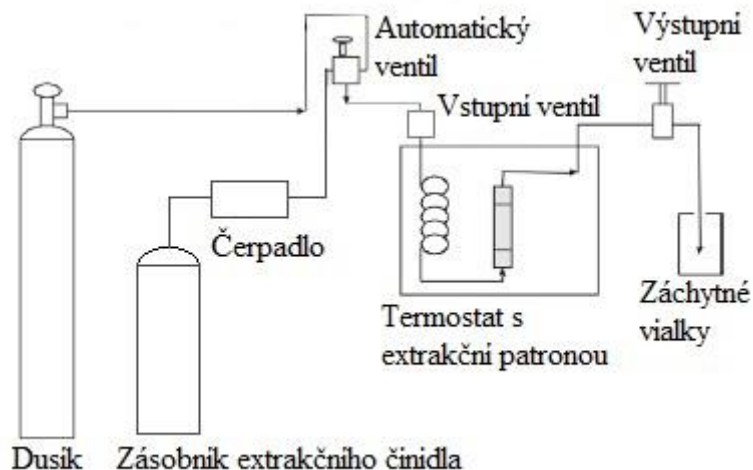 Automatický
ventil
Výstupní
ventil
Vstupní ventil
Čerpadlo
Termostat s
extrakční patronou
Záchytné
vialky
Dusík
Zásobník extrakčního činidla